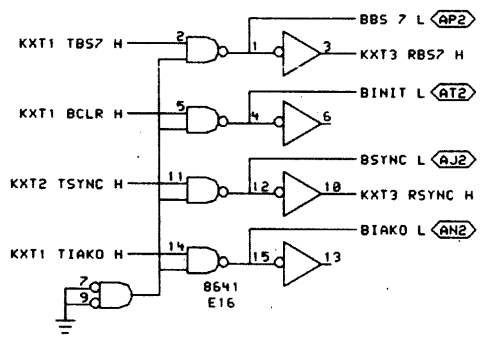 BBS 7 L AP2
KXT1 TBS7 H 2 1 3 KXT3 RBS7 H
BINIT L AT2
KXT1 BCLR H 5 4 6
BSYNC L AJ2
KXT2 TSYNC H 11 12 10 KXT3 RSYNC H
BIAKO L AN2
KXT1 TIAKO H 14 15 13
7
9
8641
E16